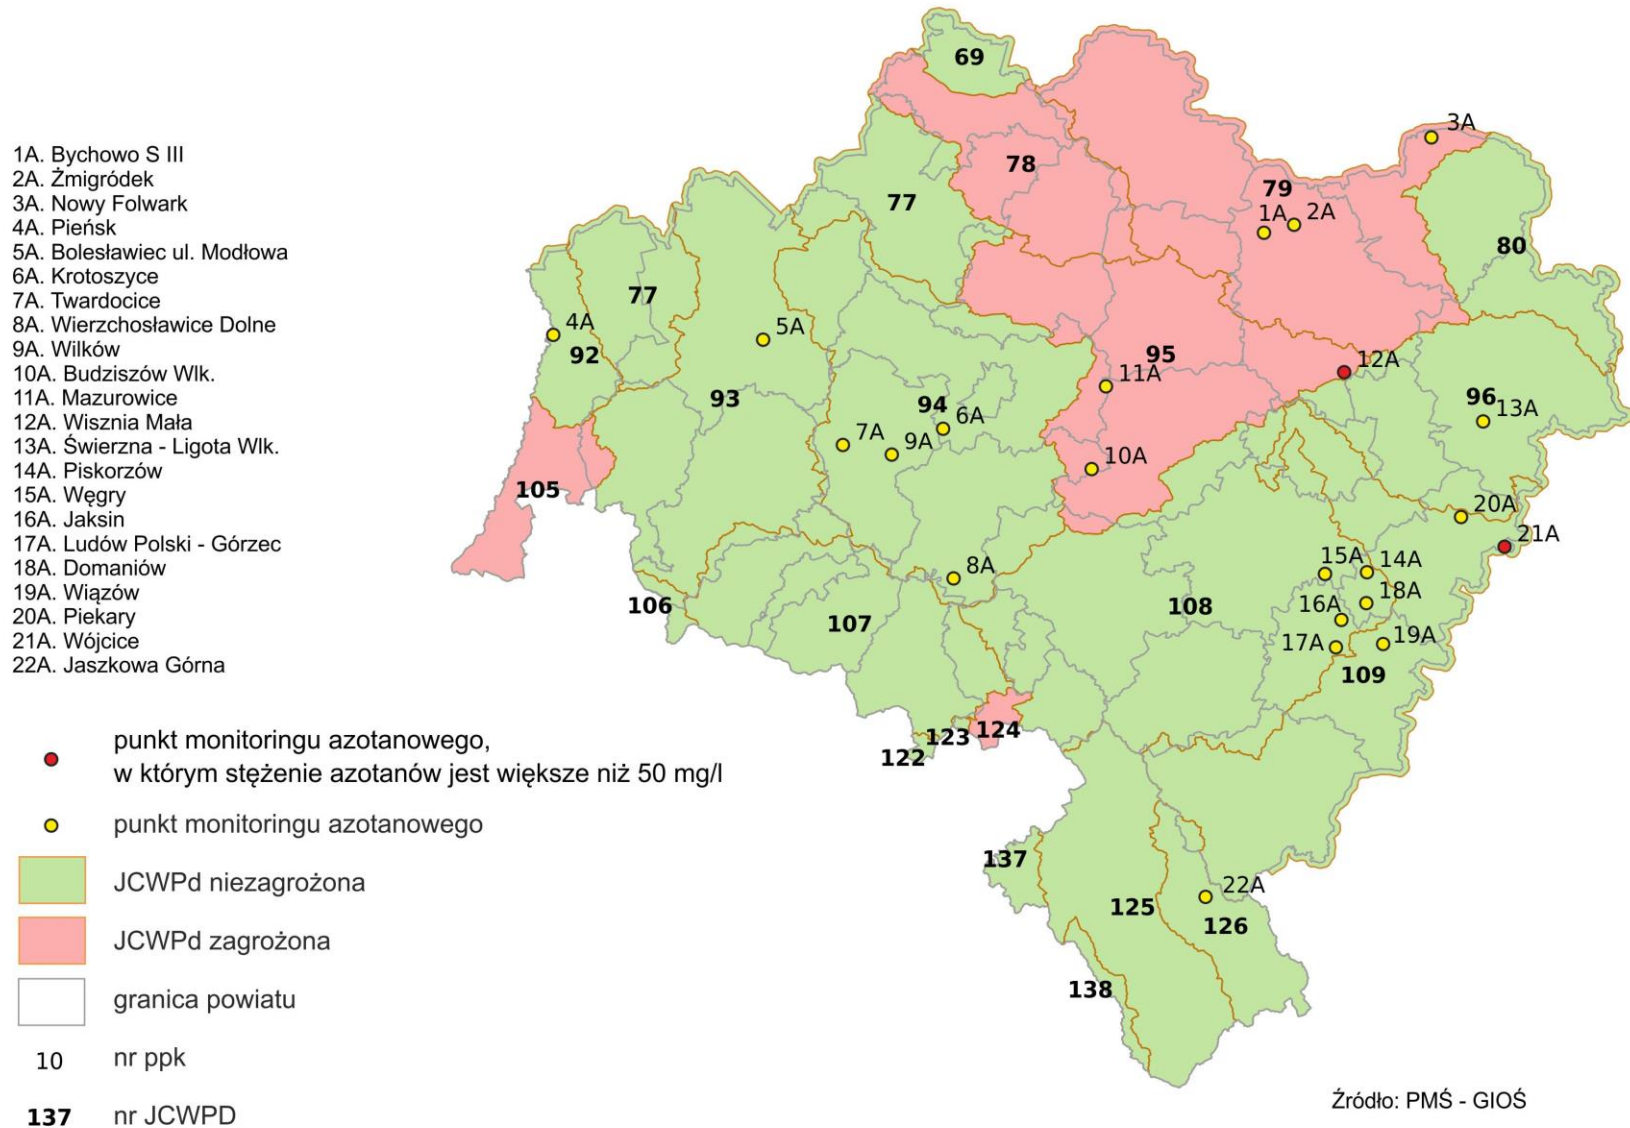 1A. Bychowo S III
2A. Żmigródek
3A. Nowy Folwark
4A. Pieńsk
5A. Bolesławiec ul. Modłowa
6A. Krotoszyce
7A. Twardocice
8A. Wierzchosławice Dolne
9A. Wilków
10A. Budziszów Wlk.
11A. Mazurowice
12A. Wisznia Mała
13A. Świerzna - Ligota Wlk.
14A. Piskorzów
15A. Węgry
16A. Jaksin
17A. Ludów Polski - Górzec
18A. Domaniów
19A. Wiązów
20A. Piekary
21A. Wójcice
22A. Jaszkowa Górna
punkt monitoringu azotanowego,
w którym stężenie azotanów jest większe niż 50 mg/l
punkt monitoringu azotanowego
JCWPd niezagrożona
JCWPd zagrożona
granica powiatu
10 nr ppk
137 nr JCWPD
69
3A
78
79
77
1A
2A
80
77
4A
5A
92
95
12A
11A
93
94
96
6A
13A
7A
9A
10A
105
20A
21A
15A
14A
8A
18A
106
108
16A
107
17A
19A
109
124
123
122
137
22A
125
126
138
Źródło: PMŚ - GIOŚ